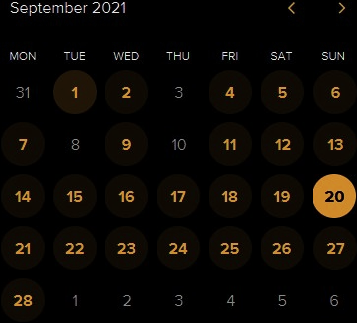 September 2021
MON TUE WED THU FRI SAT SUN
31 1 2 3 4 5 6
7 8 9 10 11 12 13
14 15 16 17 18 19 20
21 22 23 24 25 26 27
28 1 2 3 4 5 6